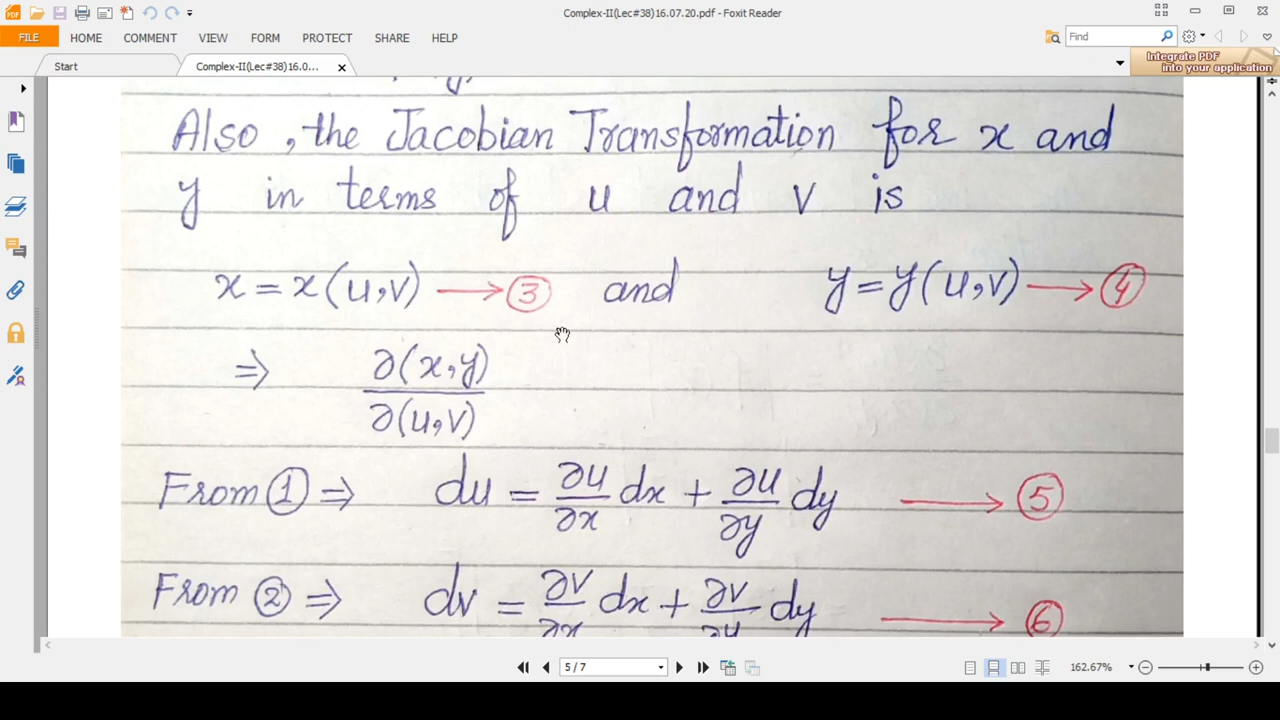 Complex-II(Lec#38)16.07.20.pdf - Foxit Reader
FILE HOME COMMENT VIEW FORM PROTECT SHARE HELP
Find
Start Complex-II(Lec#38)16.0...
Integrate PDF
into your application
Also, the Jacobian Transformation for x and
y in terms of u and v is
x = x(u,v) → ③ and y = y(u,v) → ④
⇒ ∂(x,y)/∂(u,v)
From ① ⇒ du = ∂u/∂x dx + ∂u/∂y dy → ⑤
From ② ⇒ dv = ∂v/∂x dx + ∂v/∂y dy → ⑥
5 / 7
162.67%